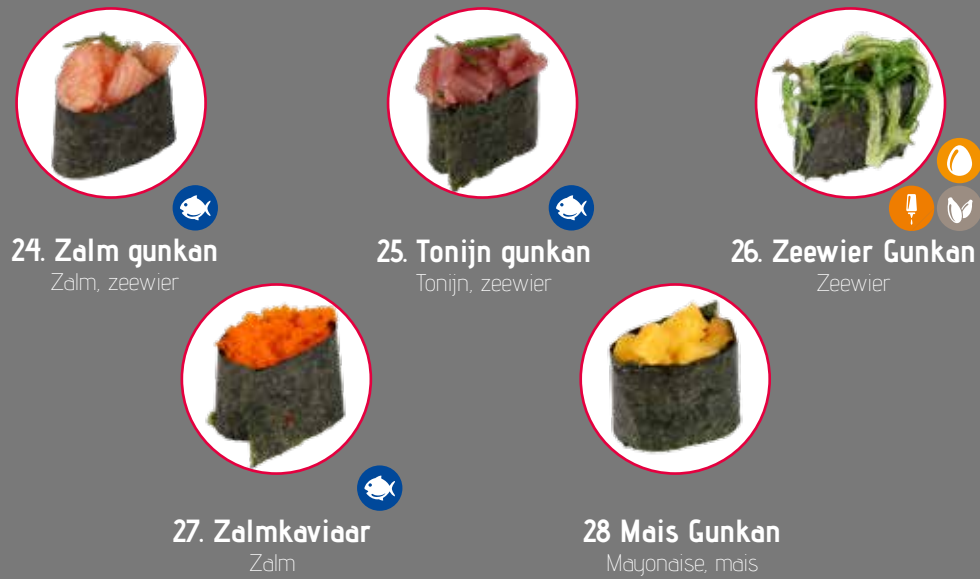 24. Zalm gunkan
Zalm, zeewier
25. Tonijn gunkan
Tonijn, zeewier
26. Zeewier Gunkan
Zeewier
27. Zalmkaviaar
Zalm
28 Mais Gunkan
Mayonaise, mais